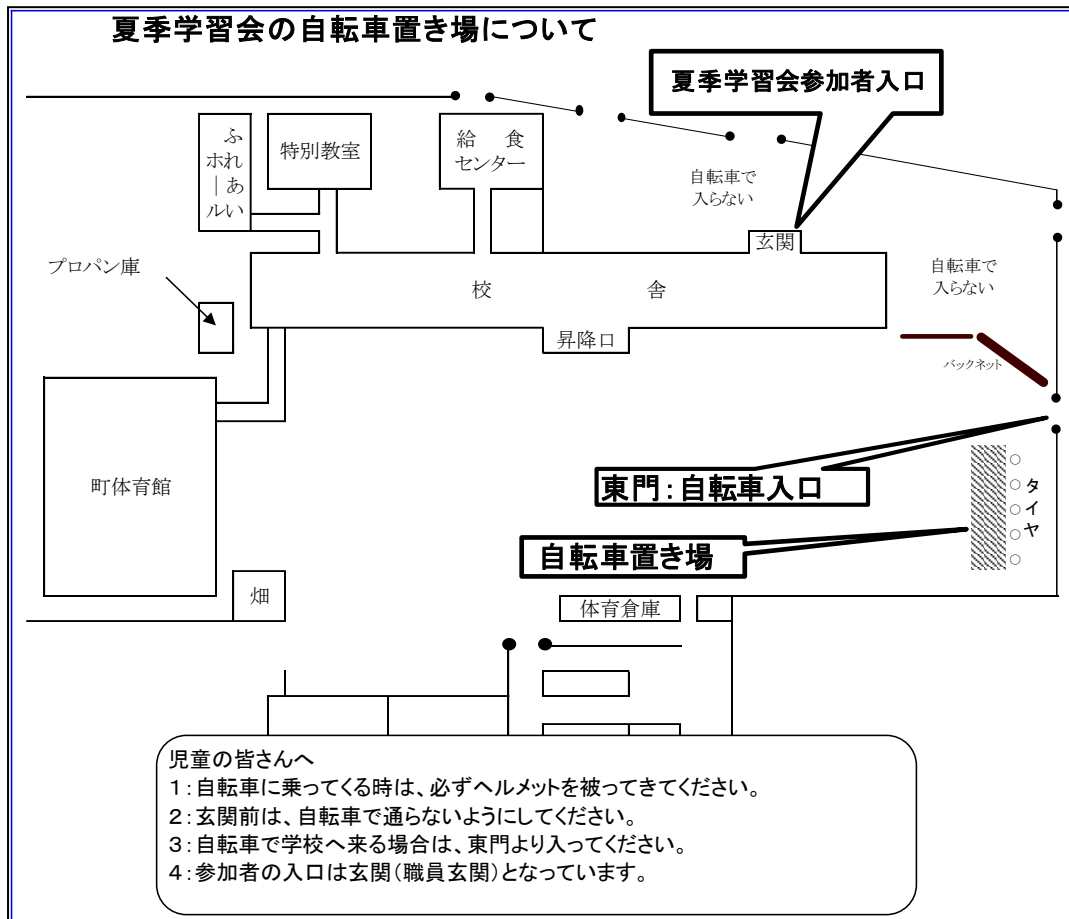 夏季学習会の自転車置き場について
夏季学習会参加者入口
ふれあい
ホール
特別教室
給食
センター
自転車で
入らない
玄関
プロパン庫
自転車で
入らない
校舎
昇降口
バックネット
町体育館
東門:自転車入口
タイヤ
自転車置き場
畑
体育倉庫
児童の皆さんへ
1:自転車に乗ってくる時は、必ずヘルメットを被ってきてください。
2:玄関前は、自転車で通らないようにしてください。
3:自転車で学校へ来る場合は、東門より入ってください。
4:参加者の入口は玄関(職員玄関)となっています。